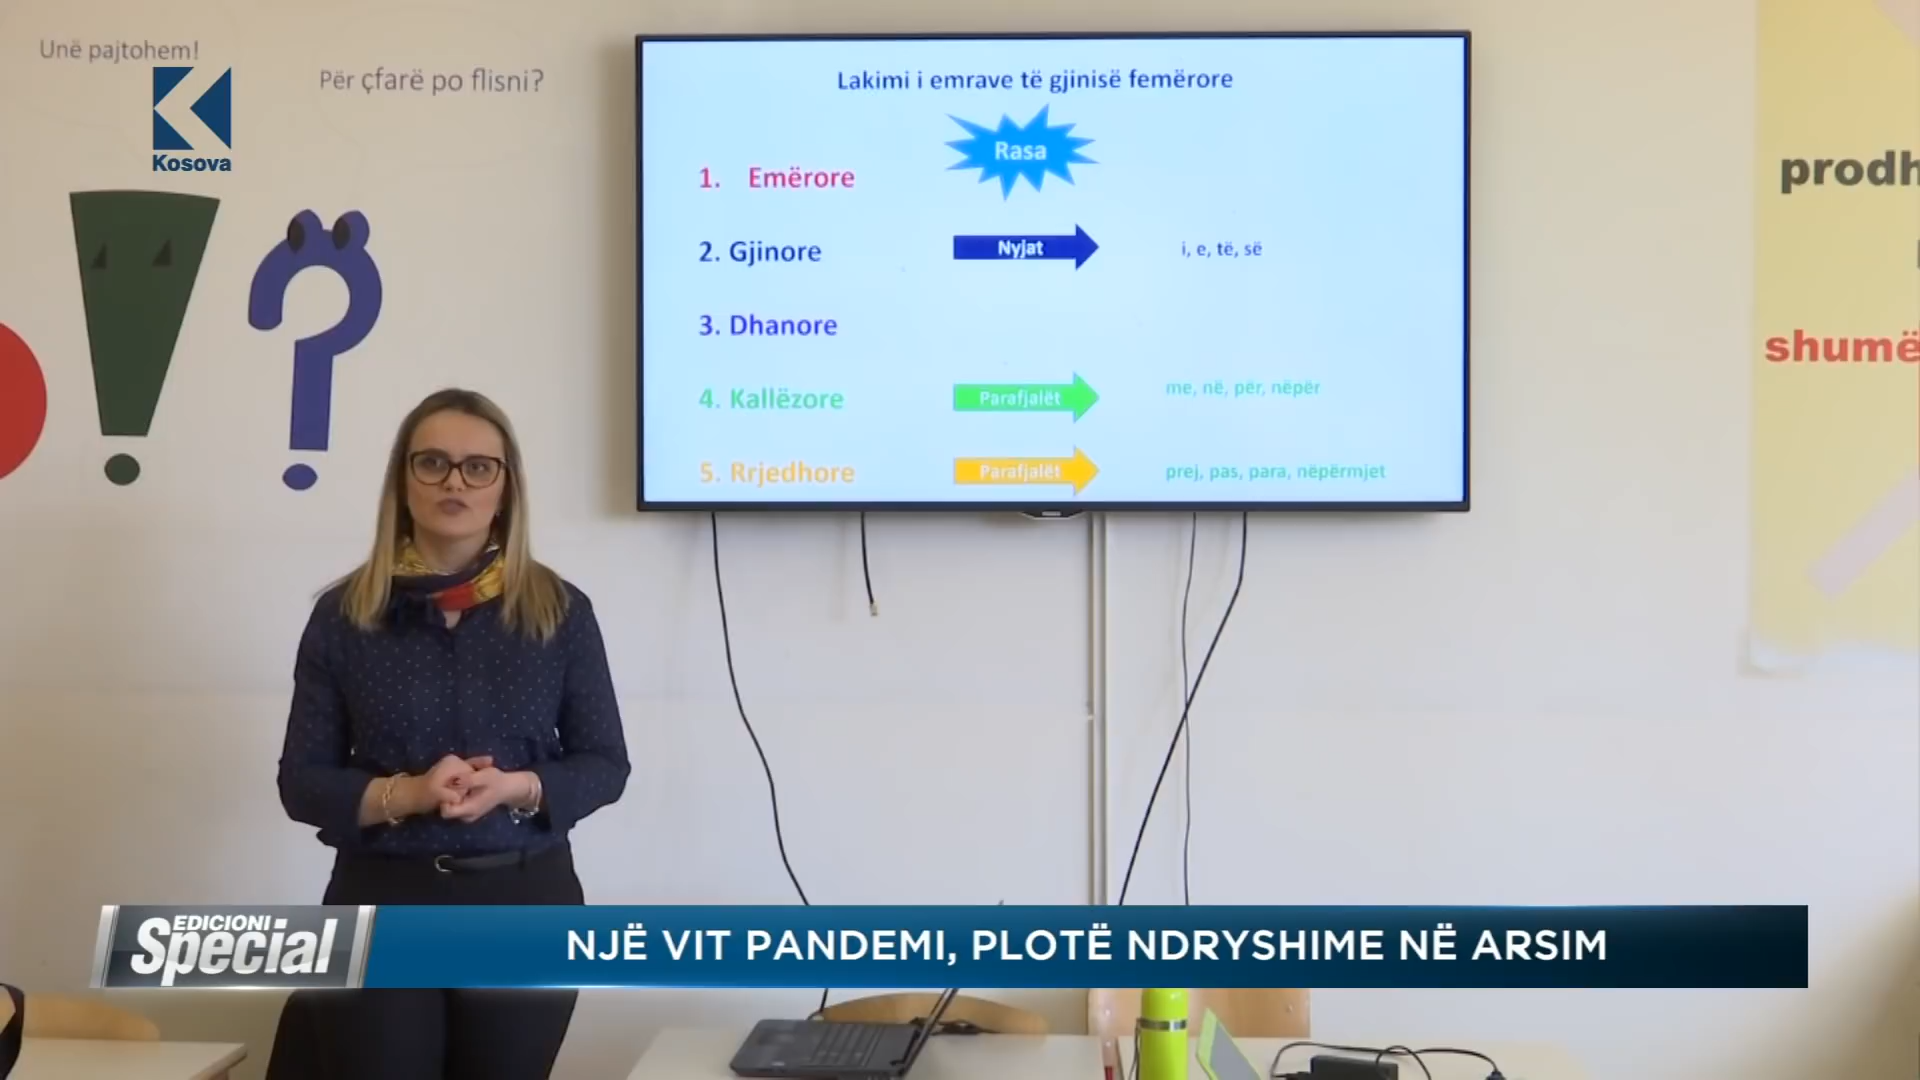 Unë pajtohem!
Për çfarë po flisni?
Kosova
Lakimi i emrave të gjinisë femërore
Rasa
1. Emërore
2. Gjinore
Nyjat
i, e, të, së
3. Dhanore
4. Kallëzore
Parafjalët
me, në, për, nëpër
5. Rrjedhore
Parafjalët
prej, pas, para, nëpërmjet
prodh
shumë
EDICIONI
Special
NJË VIT PANDEMI, PLOTË NDRYSHIME NË ARSIM